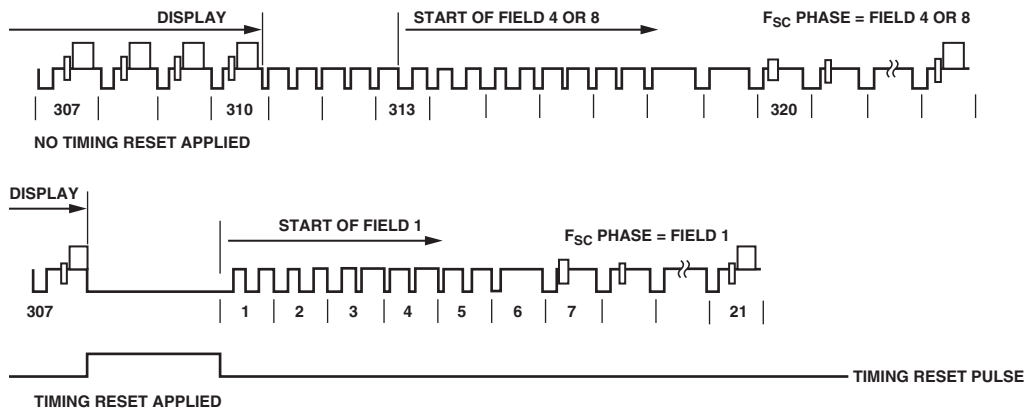 DISPLAY START OF FIELD 4 OR 8 FSC PHASE = FIELD 4 OR 8
307 310 313 320
NO TIMING RESET APPLIED
DISPLAY
START OF FIELD 1 FSC PHASE = FIELD 1
307 1 2 3 4 5 6 7 21
TIMING RESET PULSE
TIMING RESET APPLIED